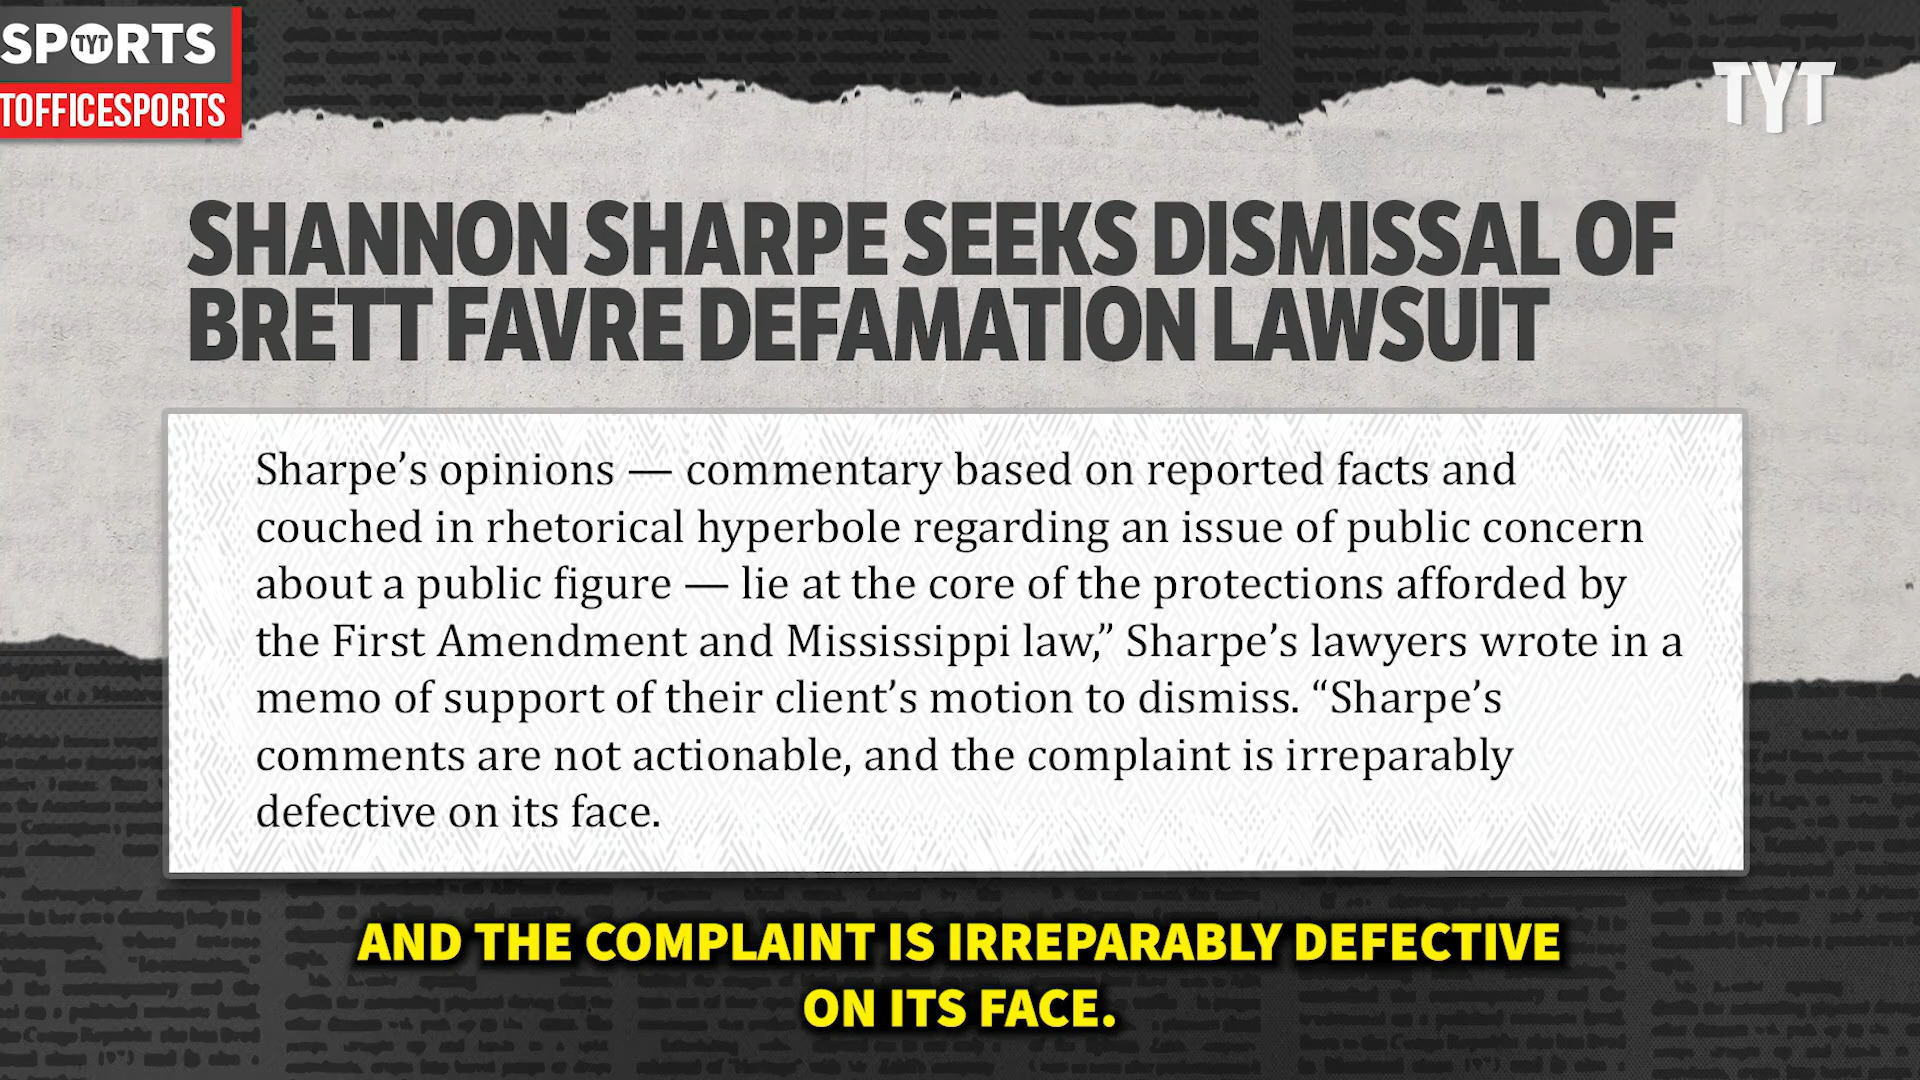 SPORTS
TYT
TOFFICESPORTS
TYT
SHANNON SHARPE SEEKS DISMISSAL OF
BRETT FAVRE DEFAMATION LAWSUIT
Sharpe’s opinions — commentary based on reported facts and
couched in rhetorical hyperbole regarding an issue of public concern
about a public figure — lie at the core of the protections afforded by
the First Amendment and Mississippi law,” Sharpe’s lawyers wrote in a
memo of support of their client’s motion to dismiss. “Sharpe’s
comments are not actionable, and the complaint is irreparably
defective on its face.
AND THE COMPLAINT IS IRREPARABLY DEFECTIVE
ON ITS FACE.